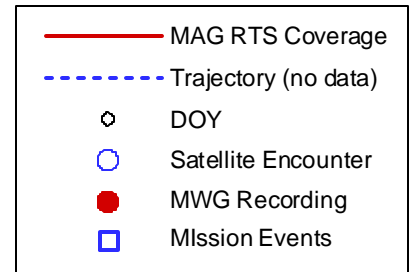 MAG RTS Coverage
Trajectory (no data)
DOY
Satellite Encounter
MWG Recording
MIssion Events